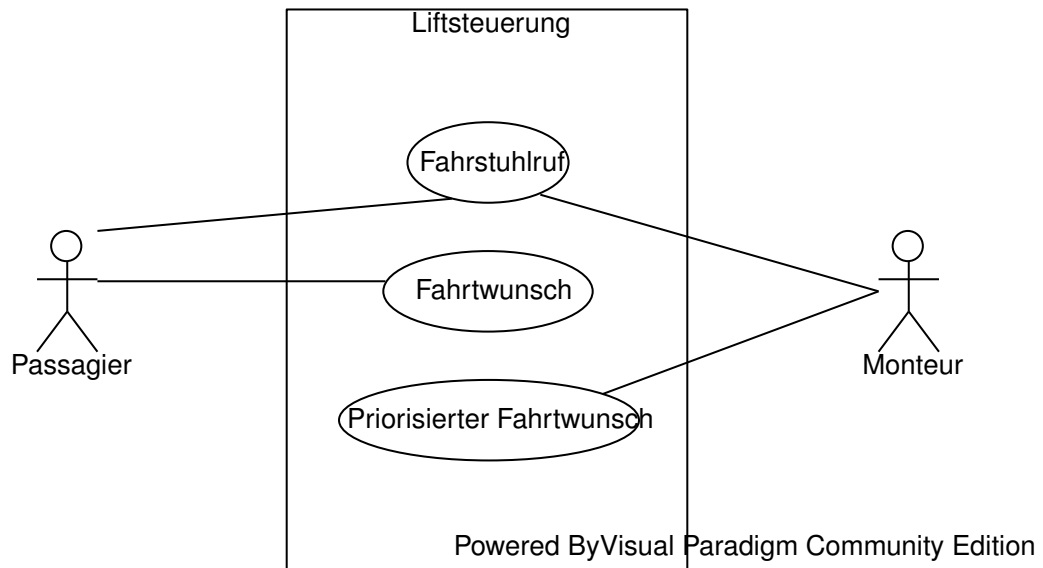 Liftsteuerung
Fahrstuhlruf
Fahrtwunsch
Passagier
Monteur
Priorisierter Fahrtwunsch
Powered ByVisual Paradigm Community Edition